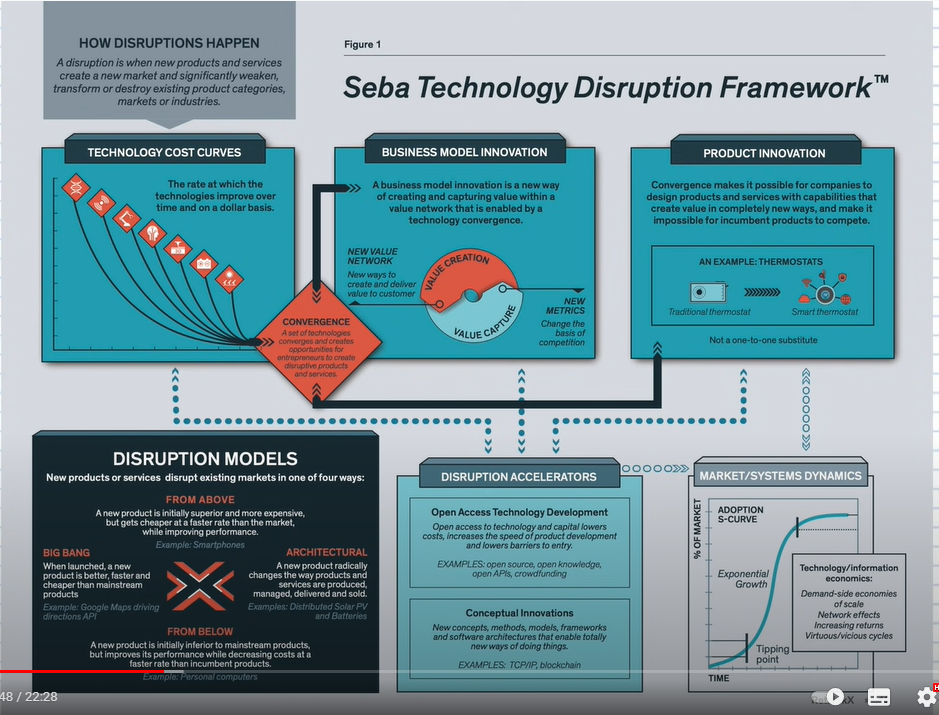 HOW DISRUPTIONS HAPPEN
A disruption is when new products and services
create a new market and significantly weaken,
transform or destroy existing product categories,
markets or industries.
Figure 1
Seba Technology Disruption Framework™
TECHNOLOGY COST CURVES
The rate at which the
technologies improve over
time and on a dollar basis.
CONVERGENCE
A set of technologies
converges and creates
opportunities for
entrepreneurs to create
disruptive products
and services.
BUSINESS MODEL INNOVATION
A business model innovation is a new way
of creating and capturing value within a
value network that is enabled by a
technology convergence.
NEW VALUE
NETWORK
New ways to
create and deliver
value to customer
VALUE CREATION
VALUE CAPTURE
NEW
METRICS
Change the
basis of
competition
PRODUCT INNOVATION
Convergence makes it possible for companies to
design products and services with capabilities that
create value in completely new ways, and make it
impossible for incumbent products to compete.
AN EXAMPLE: THERMOSTATS
Traditional thermostat
Smart thermostat
Not a one-to-one substitute
DISRUPTION MODELS
New products or services disrupt existing markets in one of four ways:
FROM ABOVE
A new product is initially superior and more expensive,
but gets cheaper at a faster rate than the market,
while improving performance.
Example: Smartphones
BIG BANG
When launched, a new
product is better, faster and
cheaper than mainstream
products
Example: Google Maps driving
directions API
ARCHITECTURAL
A new product radically
changes the way products
and services are produced,
managed, delivered and sold.
Examples: Distributed Solar PV
and Batteries
FROM BELOW
A new product is initially inferior to mainstream products,
but improves its performance while decreasing costs at a
faster rate than incumbent products.
Example: Personal computers
DISRUPTION ACCELERATORS
Open Access Technology Development
Open access to technology and capital lowers
costs, increases the speed of product development
and lowers barriers to entry.
EXAMPLES: open source, open knowledge,
open APIs, crowdfunding
Conceptual Innovations
New concepts, methods, models, frameworks
and software architectures that enable totally
new ways of doing things.
EXAMPLES: TCP/IP, blockchain
MARKET/SYSTEMS DYNAMICS
% OF MARKET
ADOPTION
S-CURVE
Exponential
Growth
Tipping
point
TIME
Technology/information
economics:
Demand-side economies
of scale
Network effects
Increasing returns
Virtuous/vicious cycles
48 / 22:28